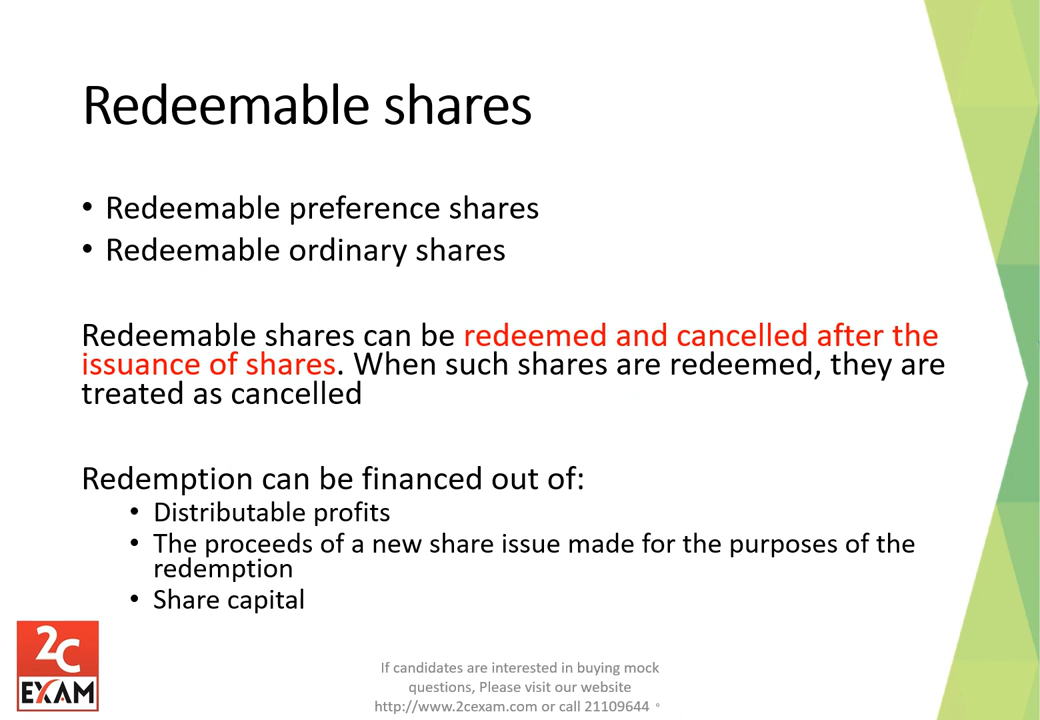 Redeemable shares
• Redeemable preference shares
• Redeemable ordinary shares
Redeemable shares can be redeemed and cancelled after the
issuance of shares. When such shares are redeemed, they are
treated as cancelled
Redemption can be financed out of:
• Distributable profits
• The proceeds of a new share issue made for the purposes of the
redemption
• Share capital
2C
EXAM
If candidates are interested in buying mock
questions, Please visit our website
http://www.2cexam.com or call 21109644 。